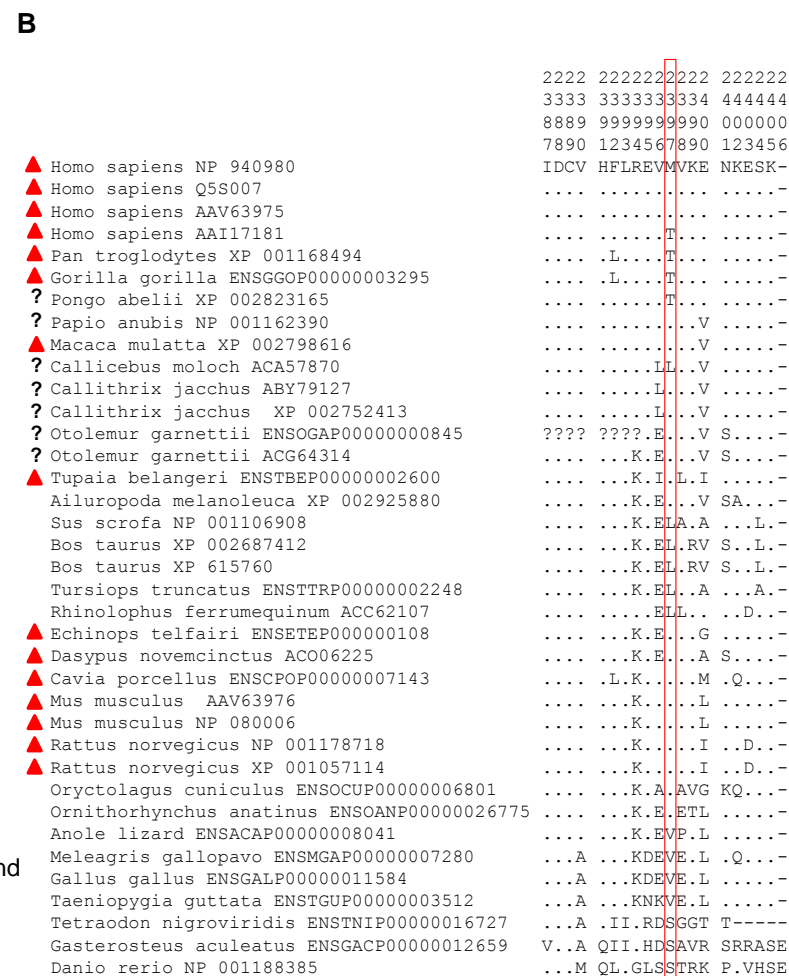 B
2222 2222222222 222222
3333 3333333334 444444
8889 9999999990 000000
7890 1234567890 123456
Homo sapiens NP 940980 IDCV HFLREVMVKE NKESK-
Homo sapiens Q5S007 .... .......... .....-
Homo sapiens AAV63975 .... .......... .....-
Homo sapiens AAI17181 .... ......T... .....-
Pan troglodytes XP 001168494 .... .L....T... .....-
Gorilla gorilla ENSGGOP00000003295 .... .L....T... .....-
? Pongo abelii XP 002823165 .... ......T... .....-
? Papio anubis NP 001162390 .... .........V .....-
Macaca mulatta XP 002798616 .... .........V .....-
? Callicebus moloch ACA57870 .... .....LL..V .....-
? Callithrix jacchus ABY79127 .... .....L...V .....-
? Callithrix jacchus XP 002752413 .... .....L...V .....-
? Otolemur garnettii ENSOGAP00000000845 ???? ????.E...V S....-
? Otolemur garnettii ACG64314 .... ...K.E...V S....-
Tupaia belangeri ENSTBEP00000002600 .... ...K.I.L.I .....-
Ailuropoda melanoleuca XP 002925880 .... ...K.E...V SA...-
Sus scrofa NP 001106908 .... ...K.ELA.A ...L.-
Bos taurus XP 002687412 .... ...K.EL.RV S..L.-
Bos taurus XP 615760 .... ...K.EL.RV S..L.-
Tursiops truncatus ENSTTRP00000002248 .... ...K.EL..A ...A.-
Rhinolophus ferrumequinum ACC62107 .... .....ELL.. ..D..-
Echinops telfairi ENSETEP000000108 .... ...K.E...G .....-
Dasypus novemcinctus ACO06225 .... ...K.E...A S....-
Cavia porcellus ENSCPOP00000007143 .... .L.K.....M .Q...-
Mus musculus AAV63976 .... ...K.....L .....-
Mus musculus NP 080006 .... ...K.....L .....-
Rattus norvegicus NP 001178718 .... ...K.....I ..D..-
Rattus norvegicus XP 001057114 .... ...K.....I ..D..-
Oryctolagus cuniculus ENSOCUP00000006801 .... ...K.A.AVG KQ...-
Ornithorhynchus anatinus ENSOANP00000026775 .... ...K.E.ETL .....-
Anole lizard ENSACAP00000008041 .... ...K.EVP.L .....-
Meleagris gallopavo ENSMGAP00000007280 ...A ...KDEVE.L .Q...-
nd
Gallus gallus ENSGALP00000011584 ...A ...KDEVE.L .....-
Taeniopygia guttata ENSTGUP00000003512 ...A ...KNKVE.L .....-
Tetraodon nigroviridis ENSTNIP00000016727 ...A .II.RDSGGT T-----
Gasterosteus aculeatus ENSGACP00000012659 V..A QII.HDSAVR SRRASE
Danio rerio NP 001188385 ...M QL.GLSSTRK P.VHSE